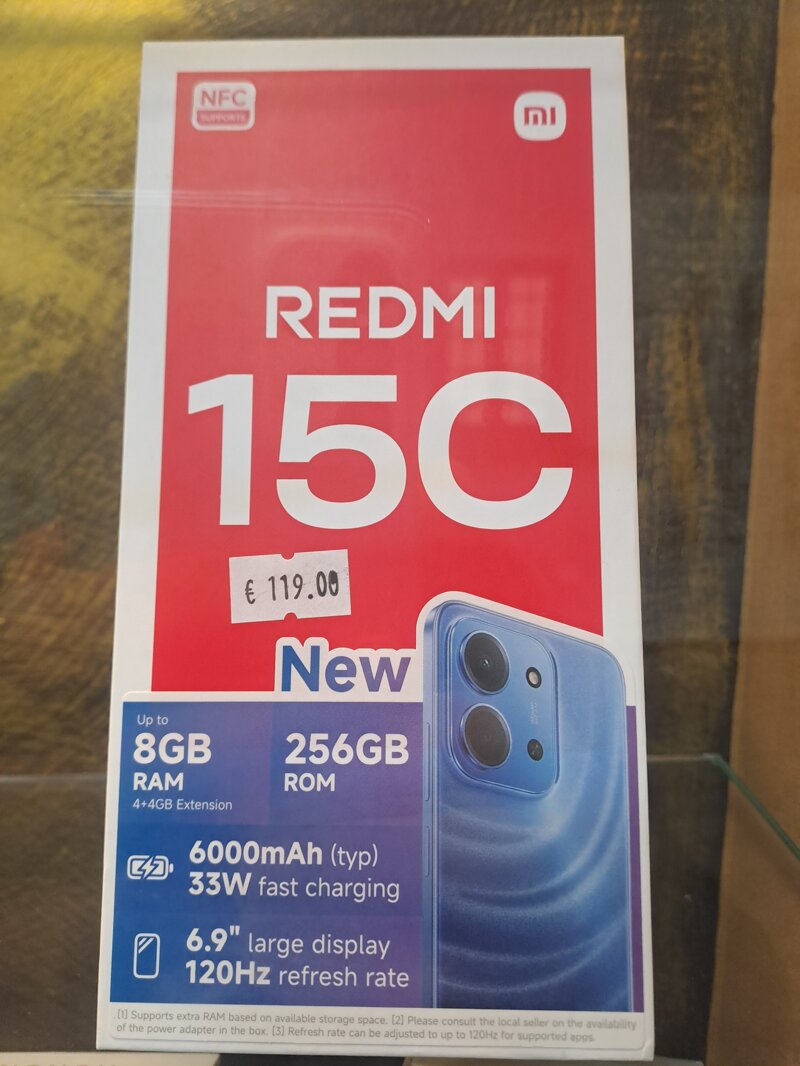 NFC
SUPPORTS
mi
REDMI
15C
€ 119.00
New
Up to
8GB
RAM
4+4GB Extension
256GB
ROM
6000mAh (typ)
33W fast charging
6.9" large display
120Hz refresh rate
[1] Supports extra RAM based on available storage space. [2] Please consult the local seller on the availability
of the power adapter in the box. [3] Refresh rate can be adjusted to up to 120Hz for supported apps.